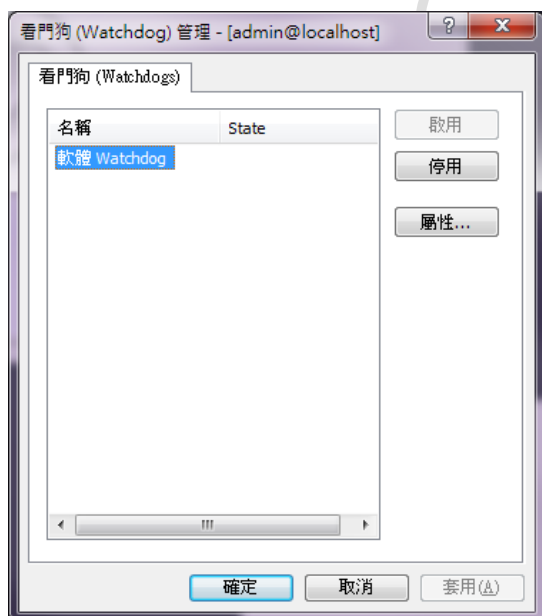 看門狗 (Watchdog) 管理 - [admin@localhost]
看門狗 (Watchdogs)
名稱 State
軟體 Watchdog
啟用
停用
屬性...
確定 取消 套用(A)